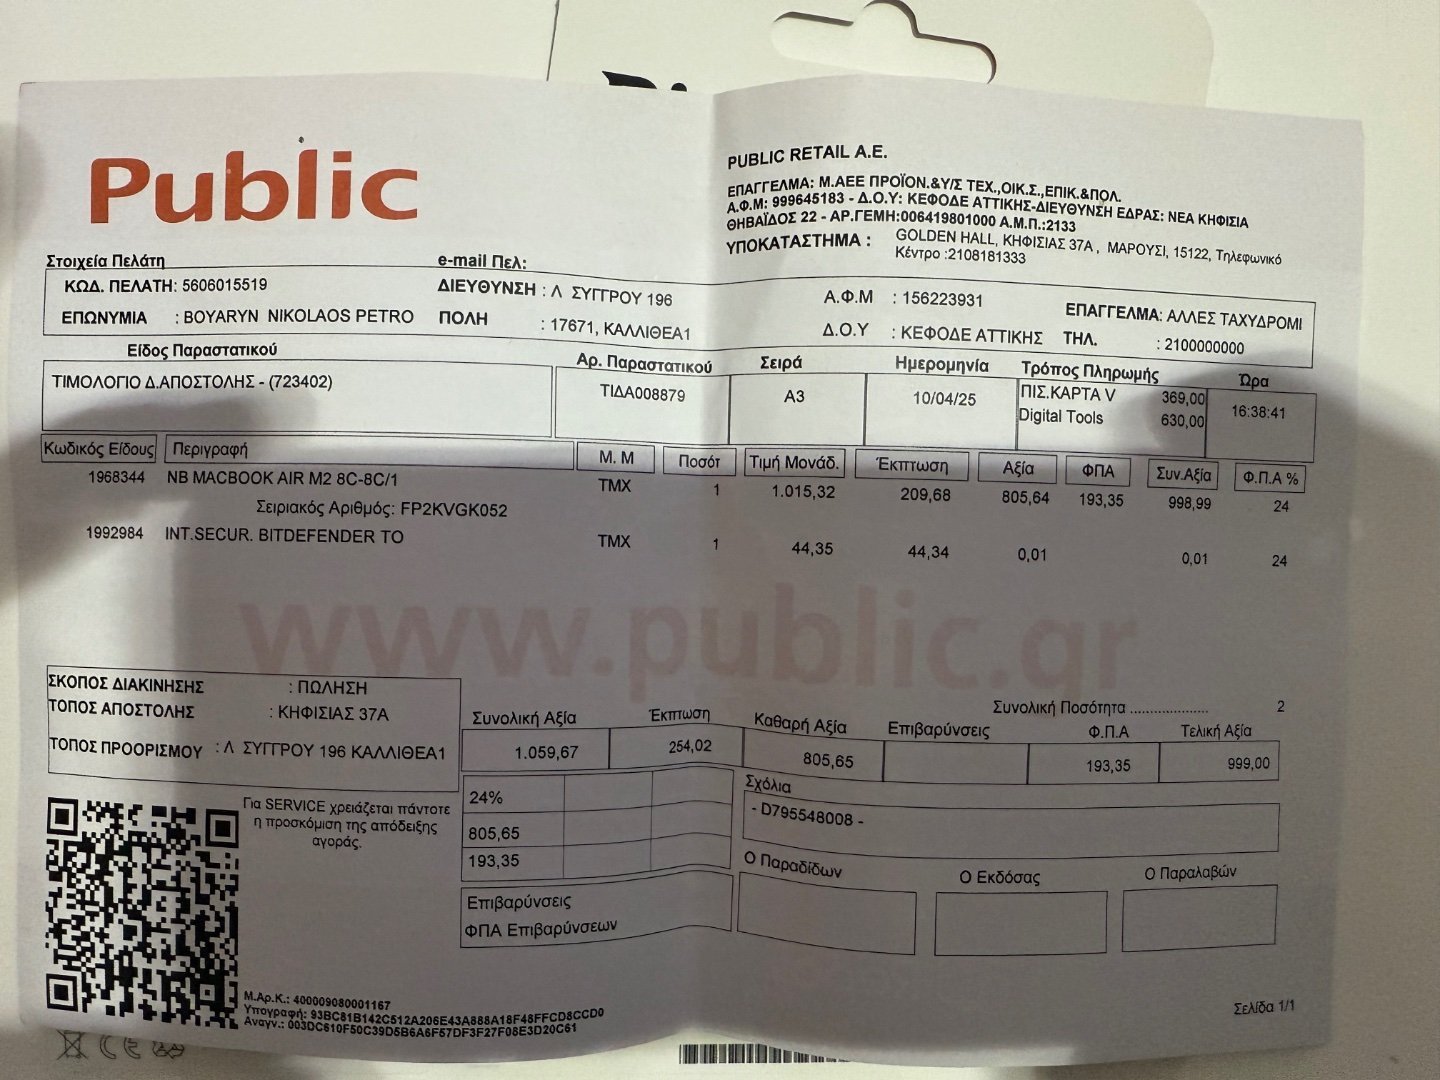 Public
PUBLIC RETAIL A.E.
ΕΠΑΓΓΕΛΜΑ: Μ.ΑΕΕ ΠΡΟΪΟΝ.&Υ/Σ ΤΕΧ.,ΟΙΚ.Σ.,ΕΠΙΚ.&ΠΟΛ.
Α.Φ.Μ: 999645183 - Δ.Ο.Υ: ΚΕΦΟΔΕ ΑΤΤΙΚΗΣ-ΔΙΕΥΘΥΝΣΗ ΕΔΡΑΣ: ΝΕΑ ΚΗΦΙΣΙΑ
ΘΗΒΑΪΔΟΣ 22 - ΑΡ.ΓΕΜΗ:006419801000 Α.Μ.Π.:2133
ΥΠΟΚΑΤΑΣΤΗΜΑ : GOLDEN HALL, ΚΗΦΙΣΙΑΣ 37Α , ΜΑΡΟΥΣΙ, 15122, Τηλεφωνικό
Κέντρο :2108181333
Στοιχεία Πελάτη e-mail Πελ:
ΚΩΔ. ΠΕΛΑΤΗ: 5606015519 ΔΙΕΥΘΥΝΣΗ : Λ ΣΥΓΓΡΟΥ 196 Α.Φ.Μ : 156223931 ΕΠΑΓΓΕΛΜΑ: ΑΛΛΕΣ ΤΑΧΥΔΡΟΜΙ
ΕΠΩΝΥΜΙΑ : BOYARYN NIKOLAOS PETRO ΠΟΛΗ : 17671, ΚΑΛΛΙΘΕΑ1 Δ.Ο.Υ : ΚΕΦΟΔΕ ΑΤΤΙΚΗΣ ΤΗΛ. : 2100000000
Είδος Παραστατικού Αρ. Παραστατικού Σειρά Ημερομηνία Τρόπος Πληρωμής Ώρα
ΤΙΜΟΛΟΓΙΟ Δ.ΑΠΟΣΤΟΛΗΣ - (723402) ΤΙΔΑ008879 Α3 10/04/25 ΠΙΣ.ΚΑΡΤΑ V 369,00 16:38:41
Digital Tools 630,00
Κωδικός Είδους Περιγραφή Μ. Μ Ποσότ Τιμή Μονάδ. Έκπτωση Αξία ΦΠΑ Συν.Αξία Φ.Π.Α %
1968344 NB MACBOOK AIR M2 8C-8C/1 ΤΜΧ 1 1.015,32 209,68 805,64 193,35 998,99 24
Σειριακός Αριθμός: FP2KVGK052
1992984 INT.SECUR. BITDEFENDER TO ΤΜΧ 1 44,35 44,34 0,01 0,01 24
www.public.gr
ΣΚΟΠΟΣ ΔΙΑΚΙΝΗΣΗΣ : ΠΩΛΗΣΗ
ΤΟΠΟΣ ΑΠΟΣΤΟΛΗΣ : ΚΗΦΙΣΙΑΣ 37Α
ΤΟΠΟΣ ΠΡΟΟΡΙΣΜΟΥ : Λ ΣΥΓΓΡΟΥ 196 ΚΑΛΛΙΘΕΑ1
Συνολική Ποσότητα .................... 2
Συνολική Αξία Έκπτωση Καθαρή Αξία Επιβαρύνσεις Φ.Π.Α Τελική Αξία
1.059,67 254,02 805,65 193,35 999,00
24%
805,65
193,35
Επιβαρύνσεις
ΦΠΑ Επιβαρύνσεων
Σχόλια
- D795548008 -
Ο Παραδίδων Ο Εκδόσας Ο Παραλαβών
Για SERVICE χρειάζεται πάντοτε
η προσκόμιση της απόδειξης
αγοράς.
Μ.Αρ.Κ.: 400009080001167
Υπογραφή: 93BC81B142C512A206E43A888A18F48FFCD8CCD0
Αναγν.: 003DC610F50C39D5B6A6F57DF3F27F08E3D20C61
Σελίδα 1/1